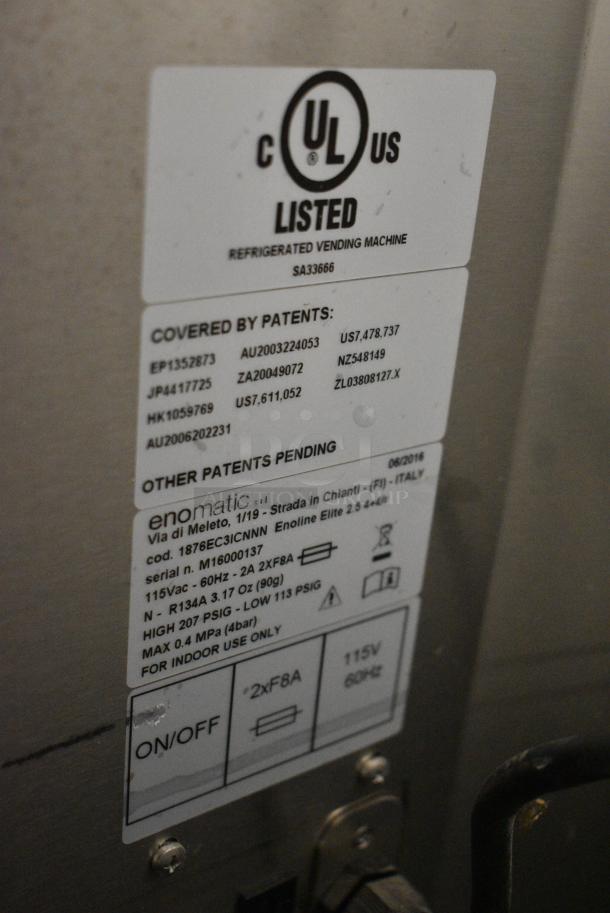 C UL US
®
LISTED
REFRIGERATED VENDING MACHINE
SA33666
COVERED BY PATENTS:
EP1352873 AU2003224053 US7,478,737
JP4417725 ZA20049072 NZ548149
HK1059769 US7,611,052 ZL03808127.X
AU2006202231
OTHER PATENTS PENDING
enomatic srl 06/2016
Via di Meleto, 1/19 - Strada in Chianti - (FI) - ITALY
cod. 1876EC3ICNNN Enoline Elite 2.5 4+4/rt
serial n. M16000137
115Vac - 60Hz - 2A 2XF8A
N - R134A 3.17 Oz (90g)
HIGH 207 PSIG - LOW 113 PSIG
MAX 0.4 MPa (4bar)
FOR INDOOR USE ONLY
ON/OFF 2xF8A 115V 60Hz
AUCTION GROUP